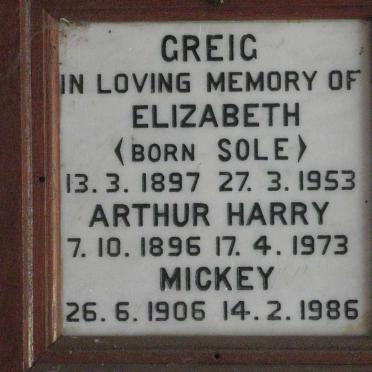 GREIG
IN LOVING MEMORY OF
ELIZABETH
(BORN SOLE)
13. 3. 1897 27. 3. 1953
ARTHUR HARRY
7. 10. 1896 17. 4. 1973
MICKEY
26. 6. 1906 14. 2. 1986